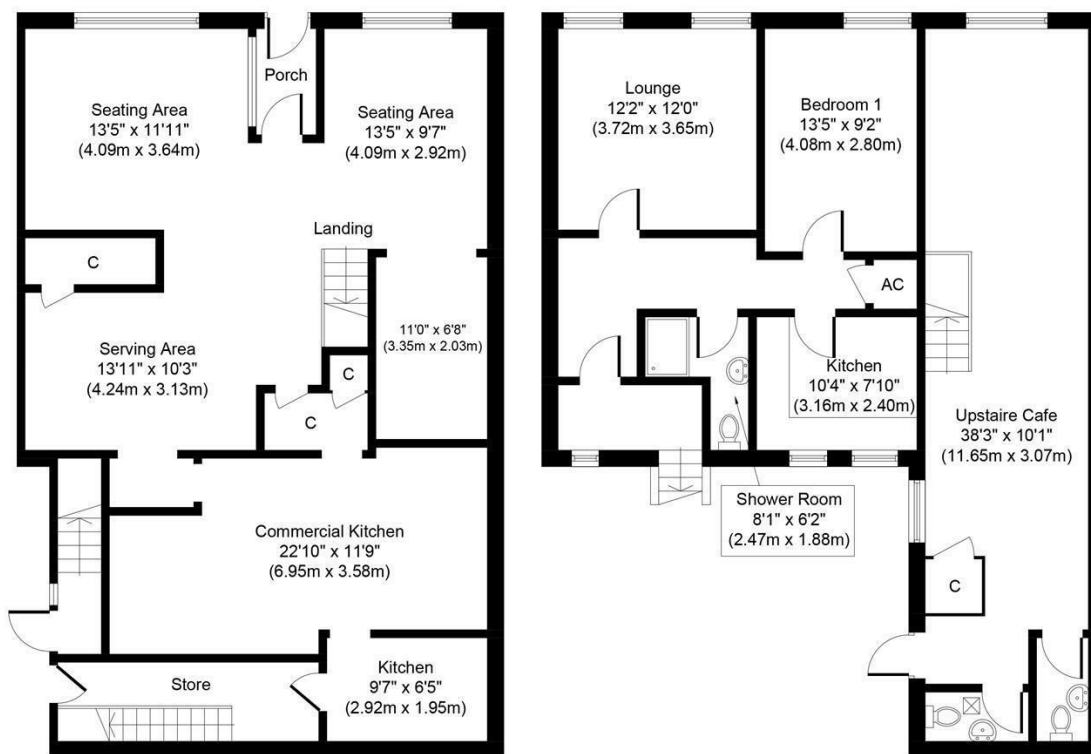 Seating Area
13'5" x 11'11"
(4.09m x 3.64m)
Porch
Seating Area
13'5" x 9'7"
(4.09m x 2.92m)
Landing
C
11'0" x 6'8"
(3.35m x 2.03m)
Serving Area
13'11" x 10'3"
(4.24m x 3.13m)
C
C
Commercial Kitchen
22'10" x 11'9"
(6.95m x 3.58m)
Store
Kitchen
9'7" x 6'5"
(2.92m x 1.95m)
Lounge
12'2" x 12'0"
(3.72m x 3.65m)
Bedroom 1
13'5" x 9'2"
(4.08m x 2.80m)
AC
Kitchen
10'4" x 7'10"
(3.16m x 2.40m)
Upstaire Cafe
38'3" x 10'1"
(11.65m x 3.07m)
Shower Room
8'1" x 6'2"
(2.47m x 1.88m)
C